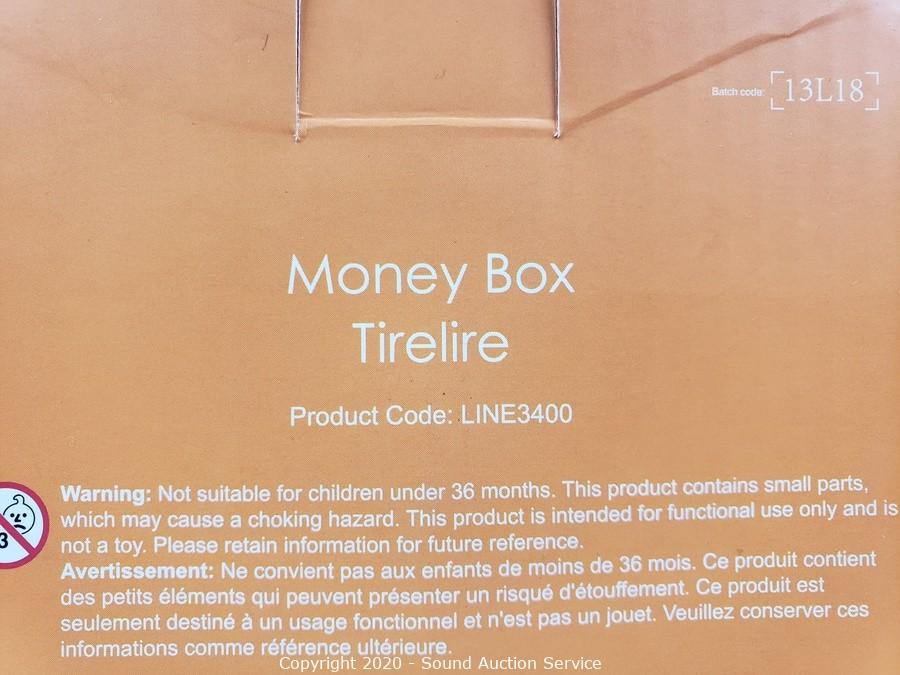 Batch code: 13L18
Money Box
Tirelire
Product Code: LINE3400
Warning: Not suitable for children under 36 months. This product contains small parts,
which may cause a choking hazard. This product is intended for functional use only and is
not a toy. Please retain information for future reference.
3
Avertissement: Ne convient pas aux enfants de moins de 36 mois. Ce produit contient
des petits éléments qui peuvent présenter un risqué d'étouffement. Ce produit est
seulement destiné à un usage fonctionnel et n'est pas un jouet. Veuillez conserver ces
informations comme référence ultérieure.
Copyright 2020 - Sound Auction Service